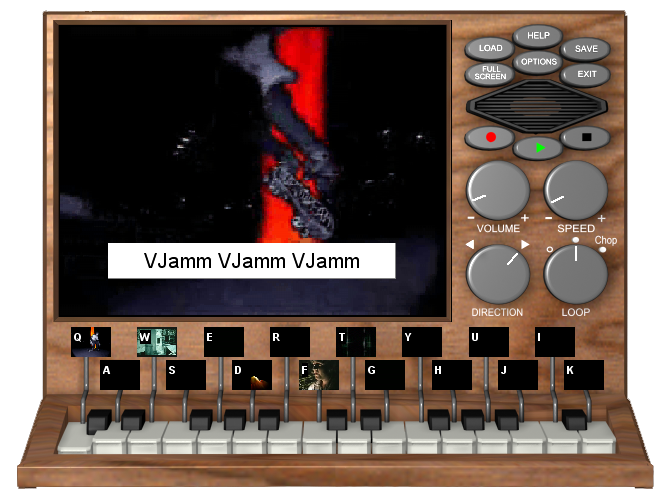 HELP
LOAD
SAVE
OPTIONS
FULL
SCREEN
EXIT
- +
VOLUME
- +
SPEED
VJamm VJamm VJamm
Chop
DIRECTION
LOOP
Q W E R T Y U I
A S D F G H J K